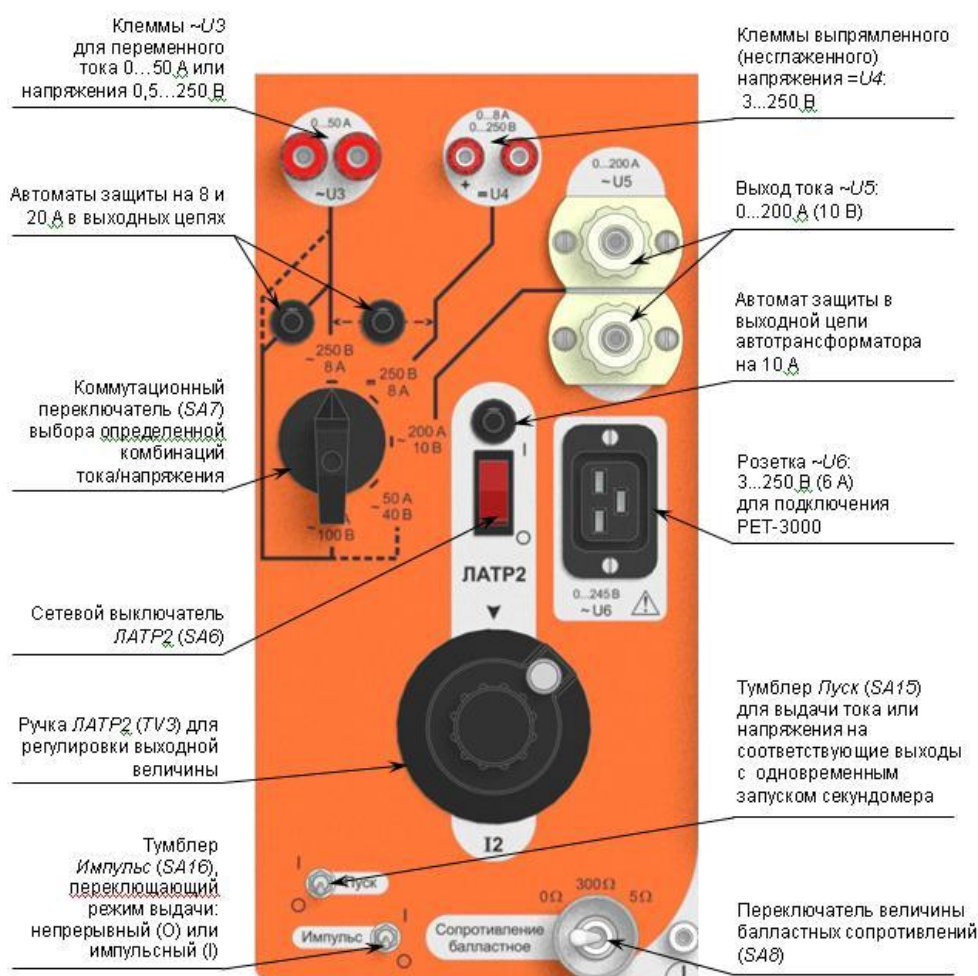 Клеммы ~U3
для переменного
тока 0...50 А или
напряжения 0,5...250 В
Автоматы защиты на 8 и
20 А в выходных цепях
Коммутационный
переключатель (SA7)
выбора определенной
комбинаций
тока/напряжения
Сетевой выключатель
ЛАТР2 (SA6)
Ручка ЛАТР2 (TV3) для
регулировки выходной
величины
Тумблер
Импульс (SA16),
переклющающий
режим выдачи:
непрерывный (О) или
импульсный (I)
0...50 А
~U3
0...8 А
0...250 В
+ =U4
0...200 А
~U5
~250 В
8 А
=250 В
8 А
~200 А
10 В
~50 А
40 В
100 В
I
O
ЛАТР2
0...245 В
~U6
I2
I
Пуск
O
I
Импульс
O
Сопротивление
балластное
0Ω
300Ω
5Ω
Клеммы выпрямленного
(несглаженного)
напряжения =U4:
3...250 В
Выход тока ~U5:
0...200 А (10 В)
Автомат защиты в
выходной цепи
автотрансформатора
на 10 А
Розетка ~U6:
3...250 В (6 А)
для подключения
РЕТ-3000
Тумблер Пуск (SA15)
для выдачи тока или
напряжения на
соответствующие выходы
с одновременным
запуском секундомера
Переключатель величины
балластных сопротивлений
(SA8)